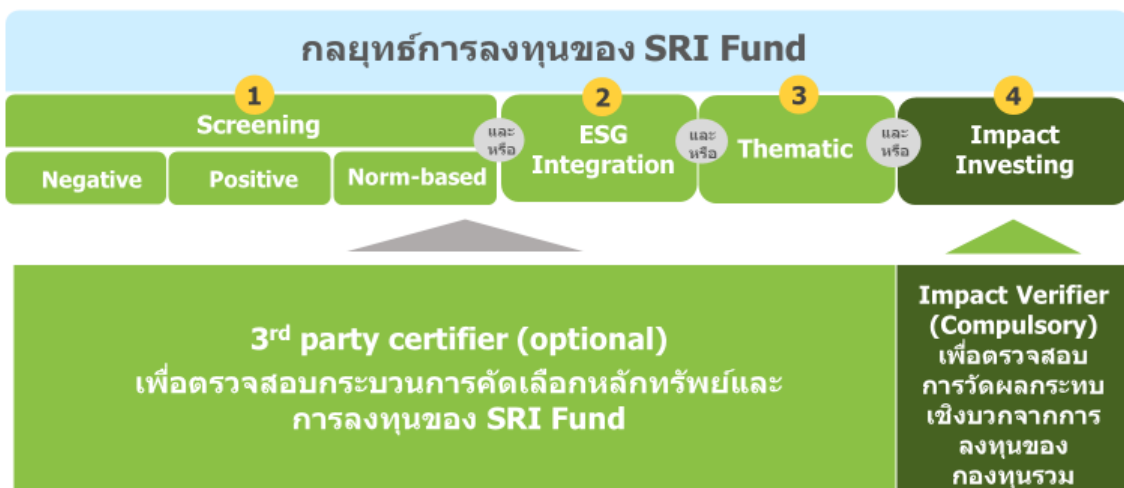 กลยุทธ์การลงทุนของ SRI Fund
1
Screening
Negative
Positive
Norm-based
และ
หรือ
2
ESG
Integration
และ
หรือ
3
Thematic
และ
หรือ
4
Impact
Investing
3rd party certifier (optional)
เพื่อตรวจสอบกระบวนการคัดเลือกหลักทรัพย์และ
การลงทุนของ SRI Fund
Impact Verifier
(Compulsory)
เพื่อตรวจสอบ
การวัดผลกระทบ
เชิงบวกจากการ
ลงทุนของ
กองทุนรวม